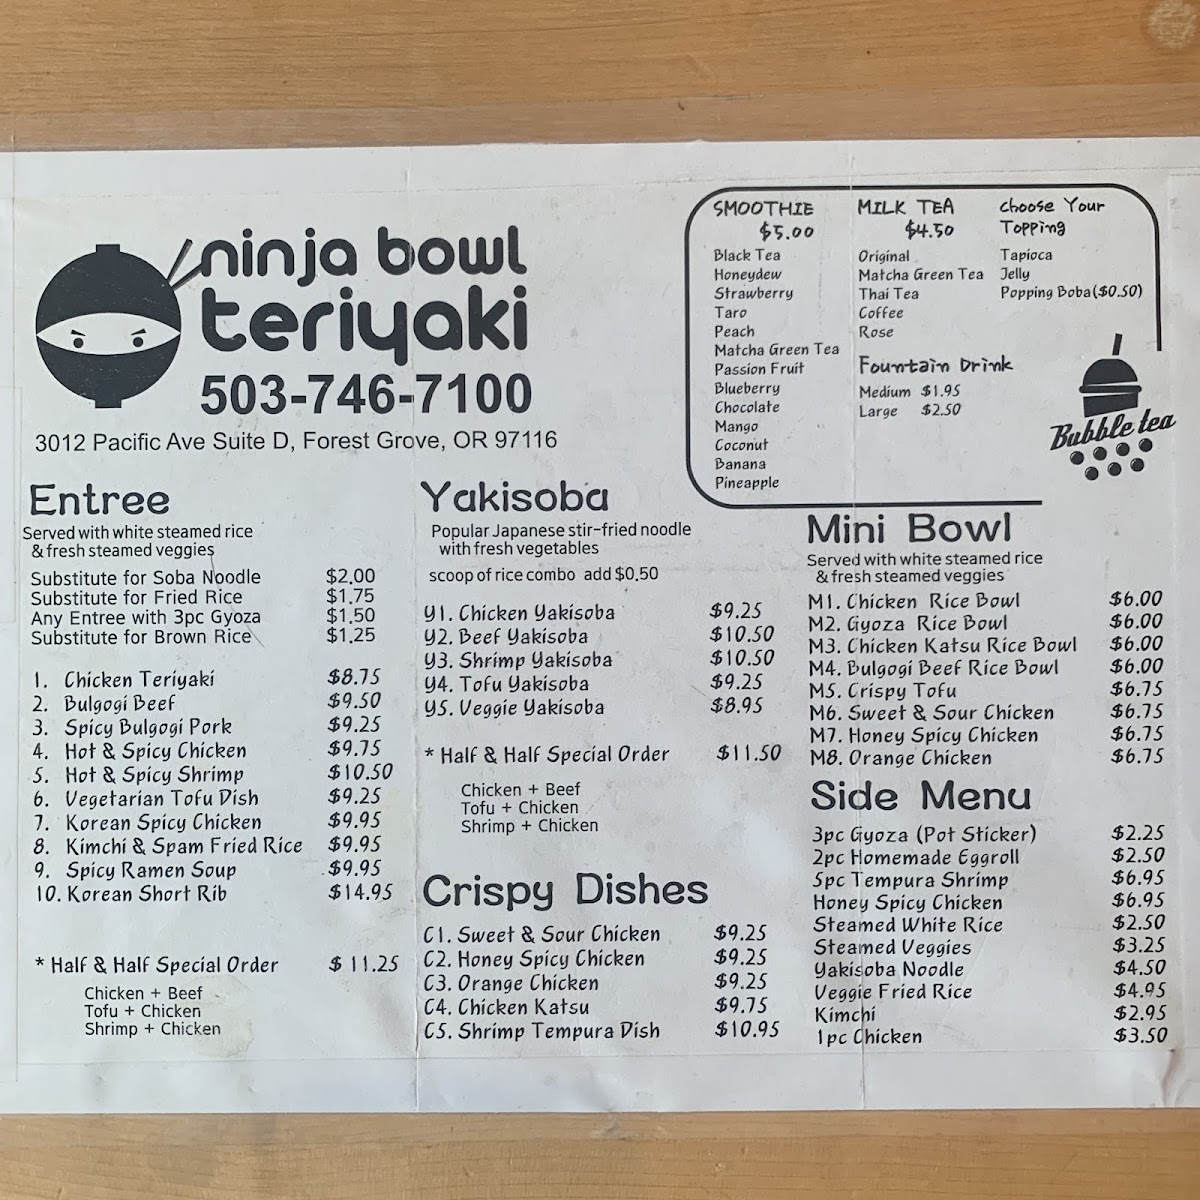 ninja bowl
teriyaki
503-746-7100
3012 Pacific Ave Suite D, Forest Grove, OR 97116
SMOOTHIE
$5.00
Black Tea
Honeydew
Strawberry
Taro
Peach
Matcha Green Tea
Passion Fruit
Blueberry
Chocolate
Mango
Coconut
Banana
Pineapple
MILK TEA
$4.50
Original
Matcha Green Tea
Thai Tea
Coffee
Rose
Fountain Drink
Medium $1.95
Large $2.50
Choose Your
Topping
Tapioca
Jelly
Popping Boba($0.50)
Bubble tea
Entree
Served with white steamed rice
& fresh steamed veggies
Substitute for Soba Noodle $2.00
Substitute for Fried Rice $1.75
Any Entree with 3pc Gyoza $1.50
Substitute for Brown Rice $1.25
1. Chicken Teriyaki $8.75
2. Bulgogi Beef $9.50
3. Spicy Bulgogi Pork $9.25
4. Hot & Spicy Chicken $9.75
5. Hot & Spicy Shrimp $10.50
6. Vegetarian Tofu Dish $9.25
7. Korean Spicy Chicken $9.95
8. Kimchi & Spam Fried Rice $9.95
9. Spicy Ramen Soup $9.95
10. Korean Short Rib $14.95
* Half & Half Special Order $ 11.25
Chicken + Beef
Tofu + Chicken
Shrimp + Chicken
Yakisoba
Popular Japanese stir-fried noodle
with fresh vegetables
scoop of rice combo add $0.50
Y1. Chicken Yakisoba $9.25
Y2. Beef Yakisoba $10.50
Y3. Shrimp Yakisoba $10.50
Y4. Tofu Yakisoba $9.25
Y5. Veggie Yakisoba $8.95
* Half & Half Special Order $11.50
Chicken + Beef
Tofu + Chicken
Shrimp + Chicken
Crispy Dishes
C1. Sweet & Sour Chicken $9.25
C2. Honey Spicy Chicken $9.25
C3. Orange Chicken $9.25
C4. Chicken Katsu $9.75
C5. Shrimp Tempura Dish $10.95
Mini Bowl
Served with white steamed rice
& fresh steamed veggies
M1. Chicken Rice Bowl $6.00
M2. Gyoza Rice Bowl $6.00
M3. Chicken Katsu Rice Bowl $6.00
M4. Bulgogi Beef Rice Bowl $6.00
M5. Crispy Tofu $6.75
M6. Sweet & Sour Chicken $6.75
M7. Honey Spicy Chicken $6.75
M8. Orange Chicken $6.75
Side Menu
3pc Gyoza (Pot Sticker) $2.25
2pc Homemade Eggroll $2.50
5pc Tempura Shrimp $6.95
Honey Spicy Chicken $6.95
Steamed White Rice $2.50
Steamed Veggies $3.25
Yakisoba Noodle $4.50
Veggie Fried Rice $4.95
Kimchi $2.95
1pc Chicken $3.50